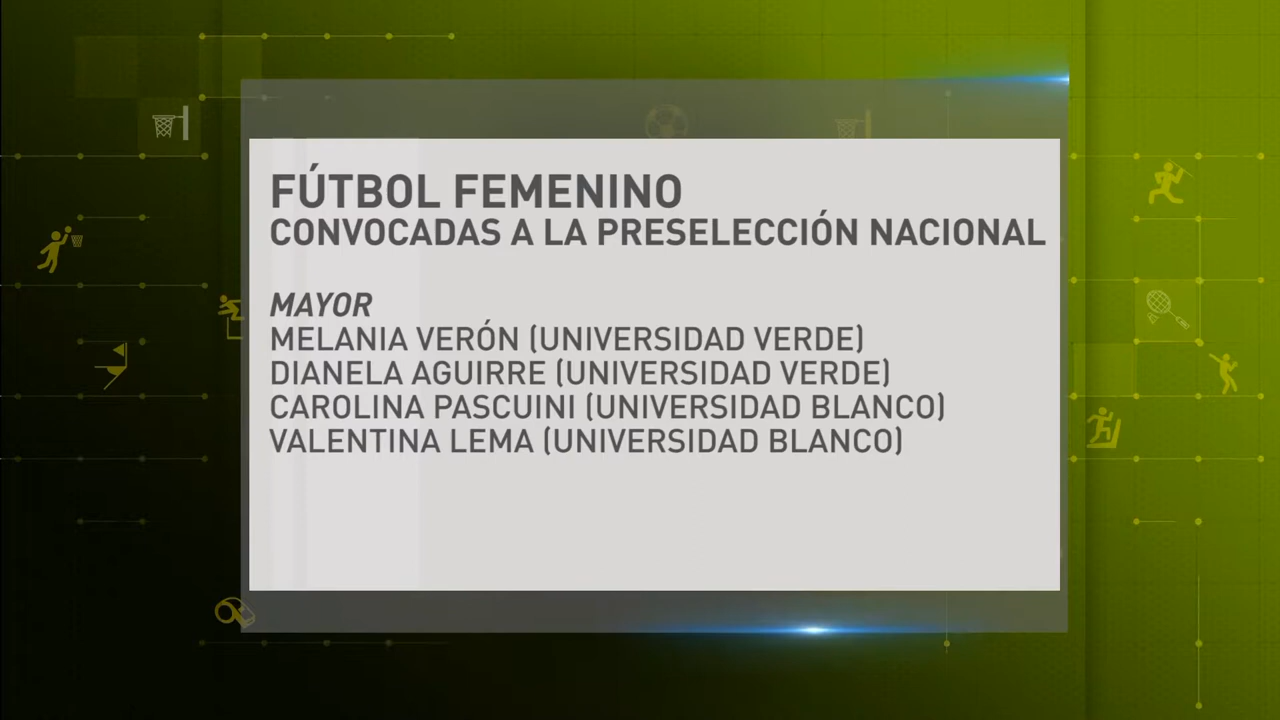 FÚTBOL FEMENINO
CONVOCADAS A LA PRESELECCIÓN NACIONAL
MAYOR
MELANIA VERÓN (UNIVERSIDAD VERDE)
DIANELA AGUIRRE (UNIVERSIDAD VERDE)
CAROLINA PASCUINI (UNIVERSIDAD BLANCO)
VALENTINA LEMA (UNIVERSIDAD BLANCO)